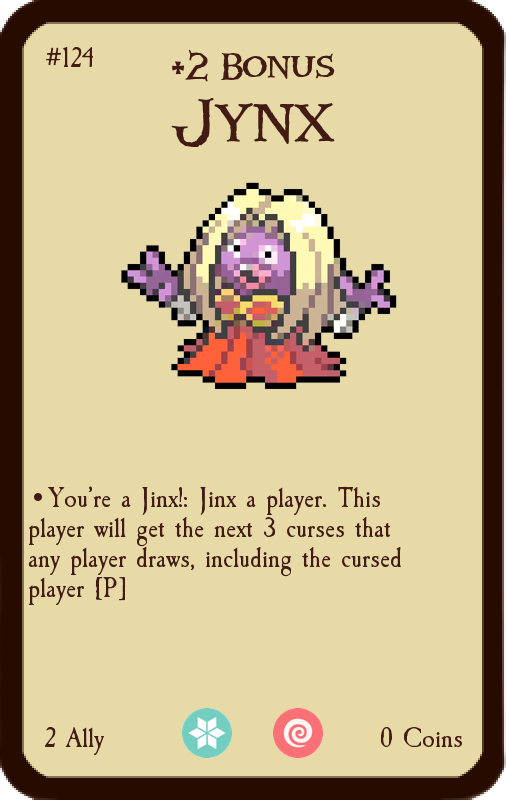 #124
+2 Bonus
Jynx
•You're a Jinx!: Jinx a player. This
player will get the next 3 curses that
any player draws, including the cursed
player [P]
2 Ally
0 Coins